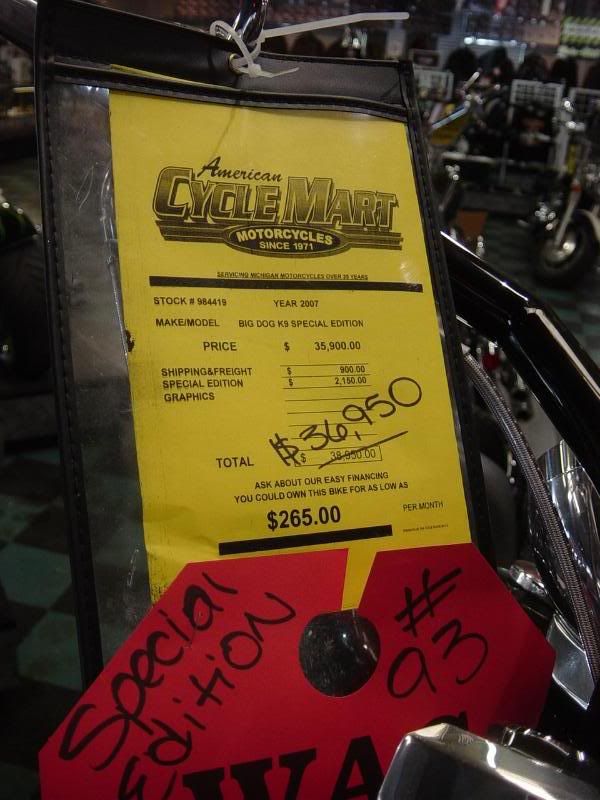 American
CYCLE MART
MOTORCYCLES
SINCE 1971
SERVICING MICHIGAN MOTORCYCLES OVER 35 YEARS
STOCK # 984419 YEAR 2007
MAKE/MODEL BIG DOG K9 SPECIAL EDITION
PRICE $ 35,900.00
SHIPPING&FREIGHT $ 900.00
SPECIAL EDITION $ 2,150.00
GRAPHICS
$36,950
TOTAL $ 38,950.00
ASK ABOUT OUR EASY FINANCING
YOU COULD OWN THIS BIKE FOR AS LOW AS
$265.00 PER MONTH
Special
Edition
#
93
WAS